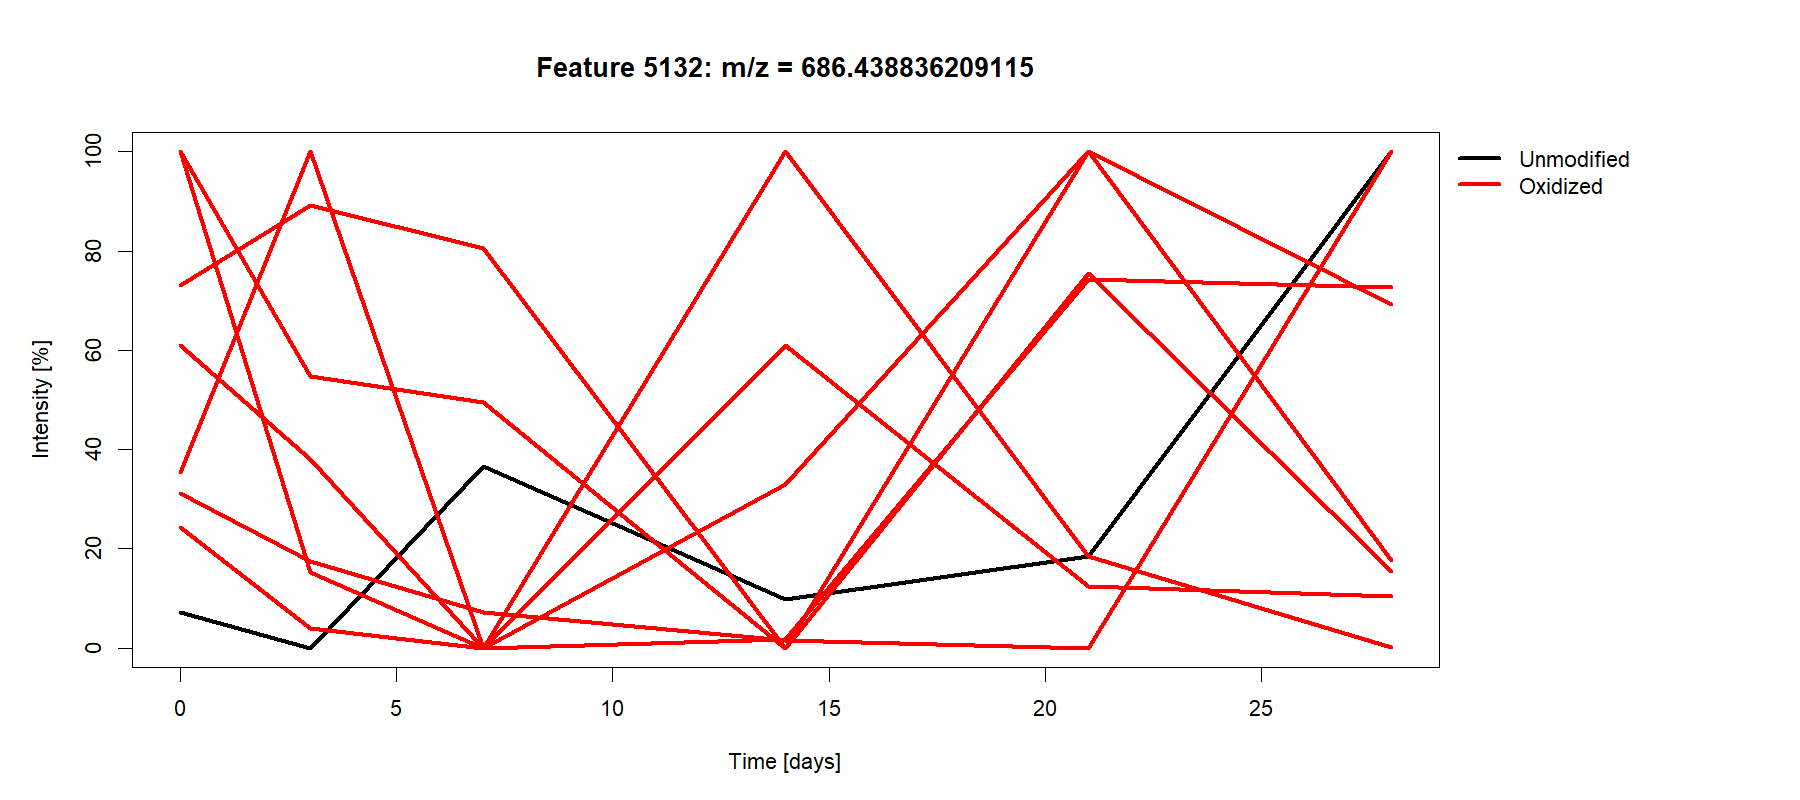 Feature 5132: m/z = 686.438836209115
Unmodified
Oxidized
Intensity [%]
100
80
60
40
20
0
0 5 10 15 20 25
Time [days]